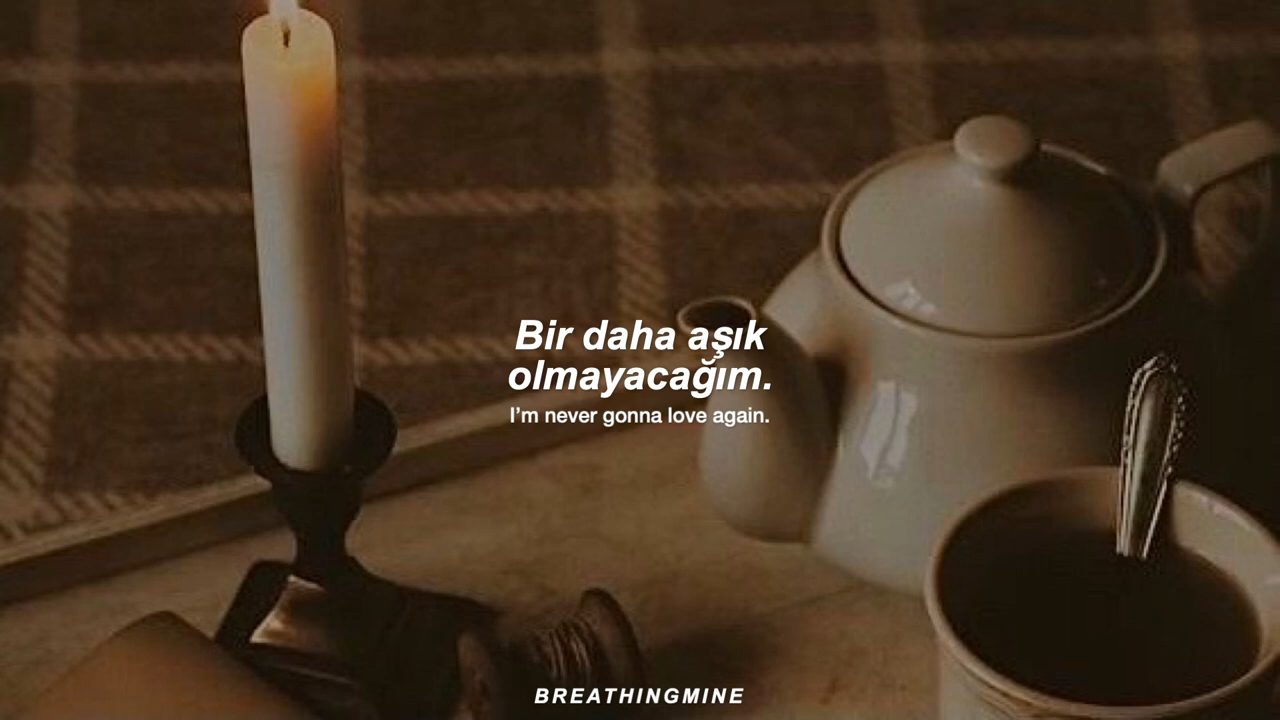 Bir daha aşık
olmayacağım.
I'm never gonna love again.
BREATHINGMINE